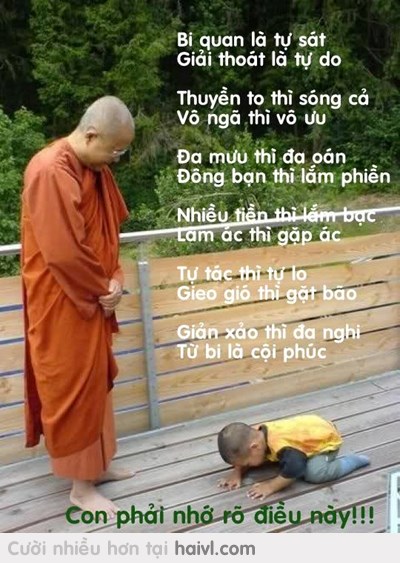 Bi quan là tự sát
Giải thoát là tự do
Thuyền to thì sóng cả
Vô ngã thì vô ưu
Đa mưu thì đa oán
Đông bạn thì lắm phiền
Nhiều tiền thì lắm bạc
Làm ác thì gặp ác
Tự tác thì tự lo
Gieo gió thì gặt bão
Gián xảo thì đa nghi
Từ bi là cội phúc
Con phải nhớ rõ điều này!!!
Cười nhiều hơn tại haivl.com